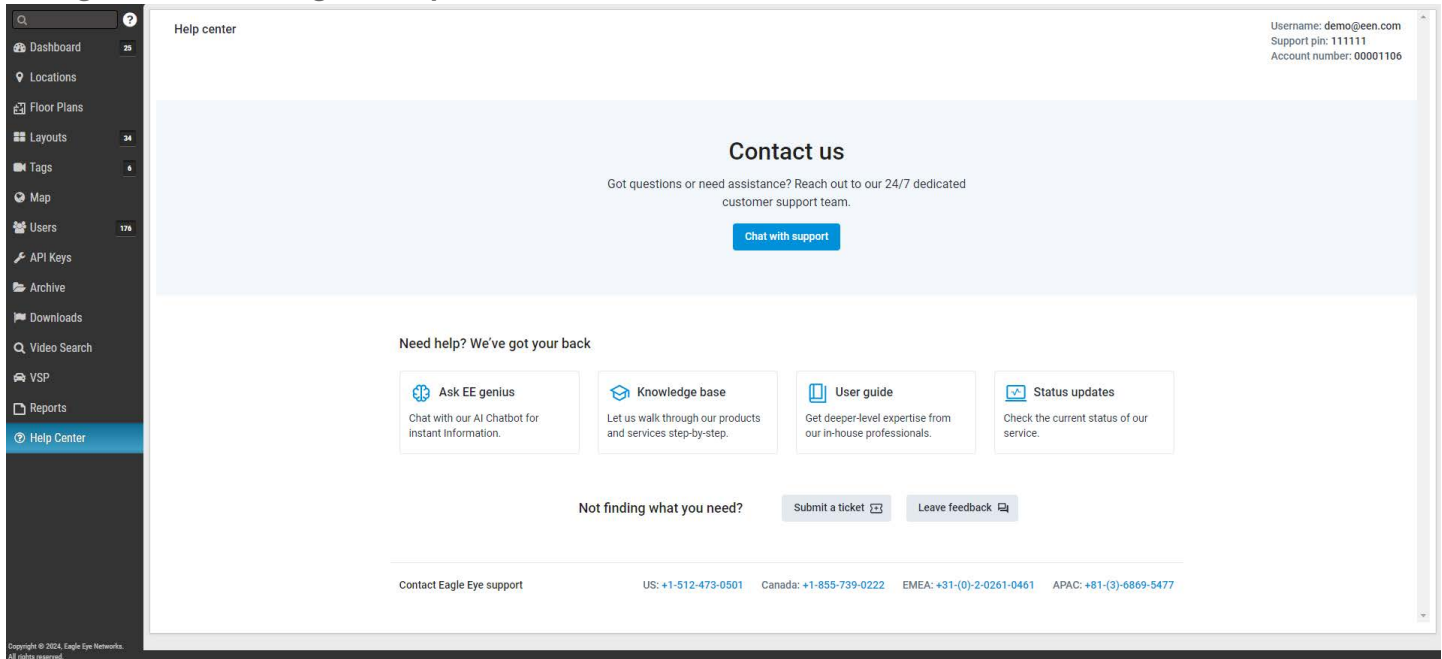 Dashboard 25
Locations
Floor Plans
Layouts 34
Tags 6
Map
Users 176
API Keys
Archive
Downloads
Video Search
VSP
Reports
Help Center
Copyright © 2024, Eagle Eye Networks.
All rights reserved.
Help center
Username: demo@een.com
Support pin: 111111
Account number: 00001106
Contact us
Got questions or need assistance? Reach out to our 24/7 dedicated
customer support team.
Chat with support
Need help? We've got your back
Ask EE genius
Chat with our AI Chatbot for
instant Information.
Knowledge base
Let us walk through our products
and services step-by-step.
User guide
Get deeper-level expertise from
our in-house professionals.
Status updates
Check the current status of our
service.
Not finding what you need? Submit a ticket Leave feedback
Contact Eagle Eye support US: +1-512-473-0501 Canada: +1-855-739-0222 EMEA: +31-(0)-2-0261-0461 APAC: +81-(3)-6869-5477